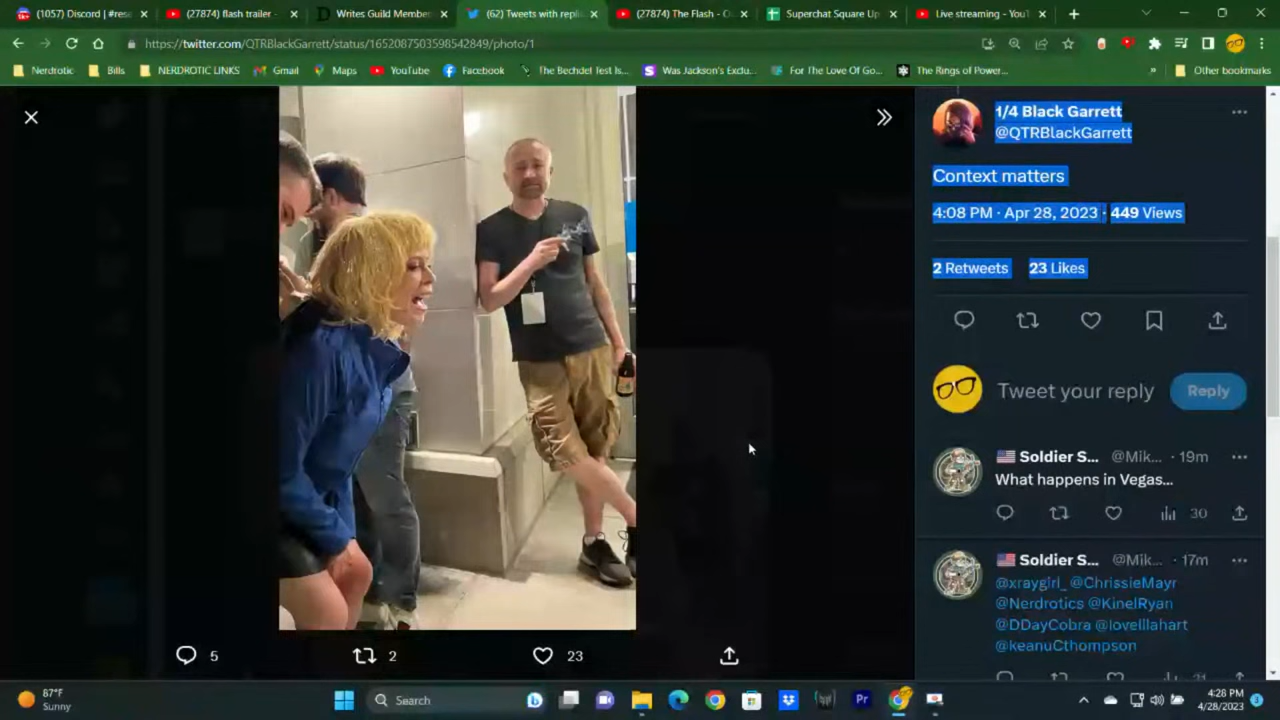 (1057) Discord | #rese
(27874) flash trailer -
Writes Guild Membe
(62) Tweets with repli
(27874) The Flash - O
Superchat Square Up
Live streaming - YouT
https://twitter.com/QTRBlackGarrett/status/1652087503598542849/photo/1
Nerdrotic
Bills
NERDROTIC LINKS
Gmail
Maps
YouTube
Facebook
The Bechdel Test Is...
Was Jackson's Exclu...
For The Love Of Go...
The Rings of Power...
Other bookmarks
1/4 Black Garrett
@QTRBlackGarrett
Context matters
4:08 PM · Apr 28, 2023 · 449 Views
2 Retweets 23 Likes
Tweet your reply
Reply
Soldier S... @Mik... · 19m
What happens in Vegas...
30
Soldier S... @Mik... · 17m
@xraygirl_ @ChrissieMayr
@Nerdrotics @KinelRyan
@DDayCobra @lovelllahart
@keanuCthompson
5
2
23
87°F
Sunny
Search
4:28 PM
4/28/2023